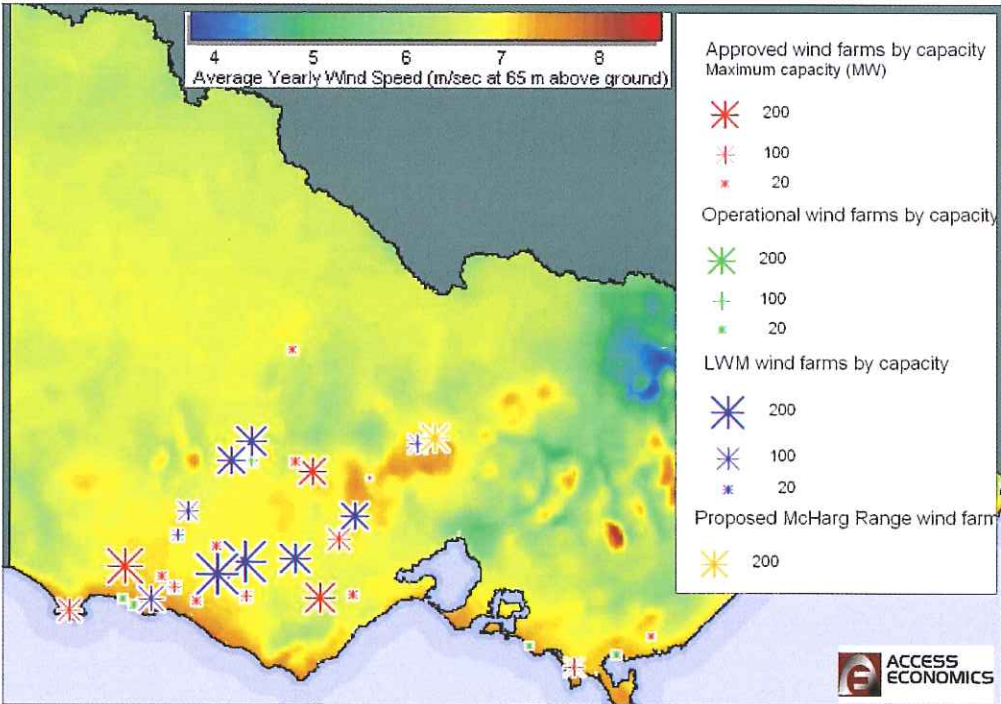 4 5 6 7 8
Average Yearly Wind Speed (m/sec at 65 m above ground)
Approved wind farms by capacity
Maximum capacity (MW)
200
100
20
Operational wind farms by capacity
200
100
20
LWM wind farms by capacity
200
100
20
Proposed McHarg Range wind farm
200
ACCESS
ECONOMICS